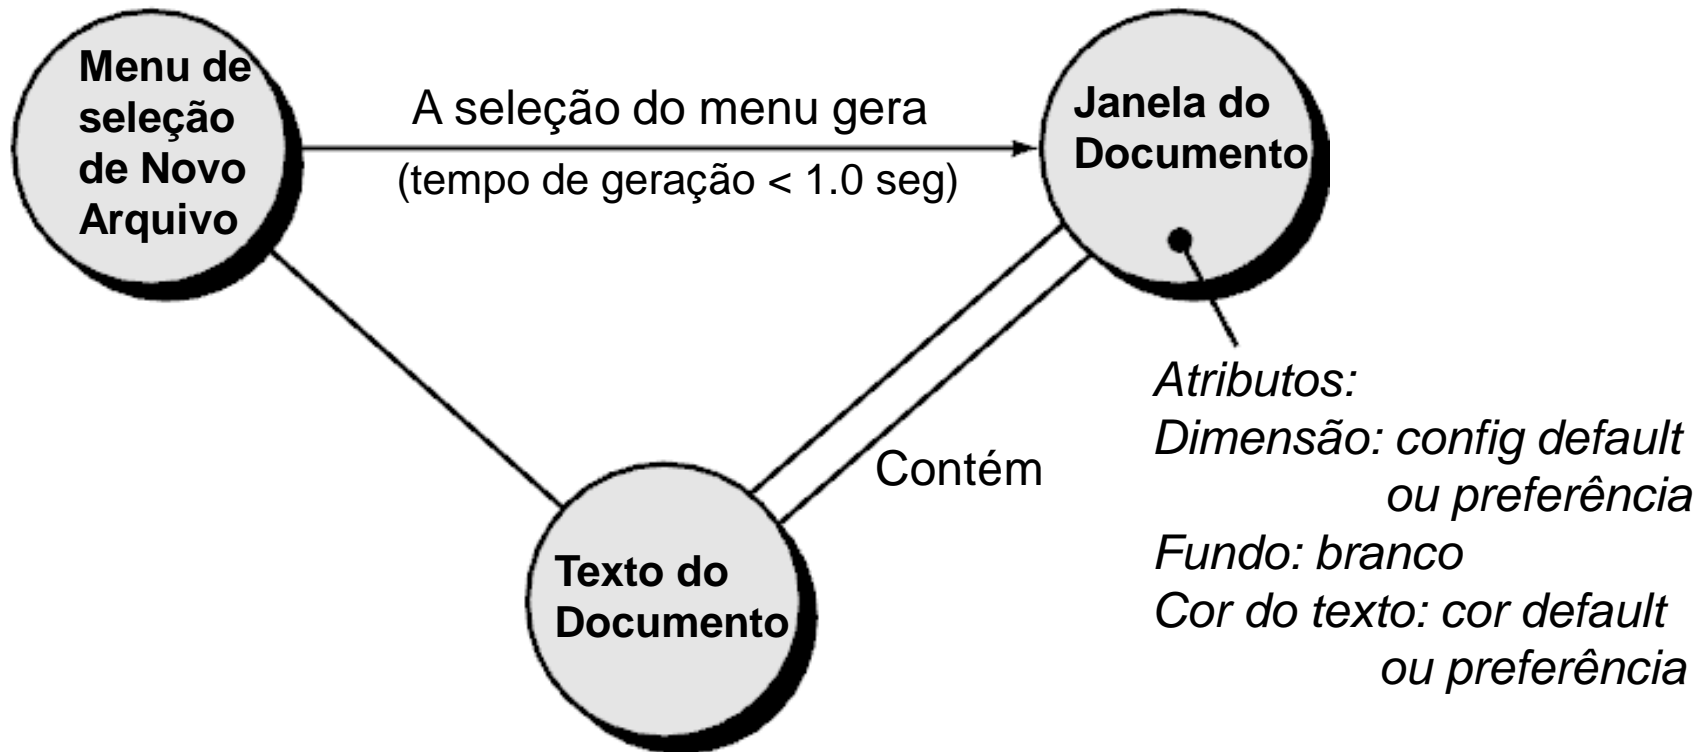 Menu de
seleção
de Novo
Arquivo
A seleção do menu gera
(tempo de geração < 1.0 seg)
Janela do
Documento
Contém
Texto do
Documento
Atributos:
Dimensão: config default
ou preferência
Fundo: branco
Cor do texto: cor default
ou preferência